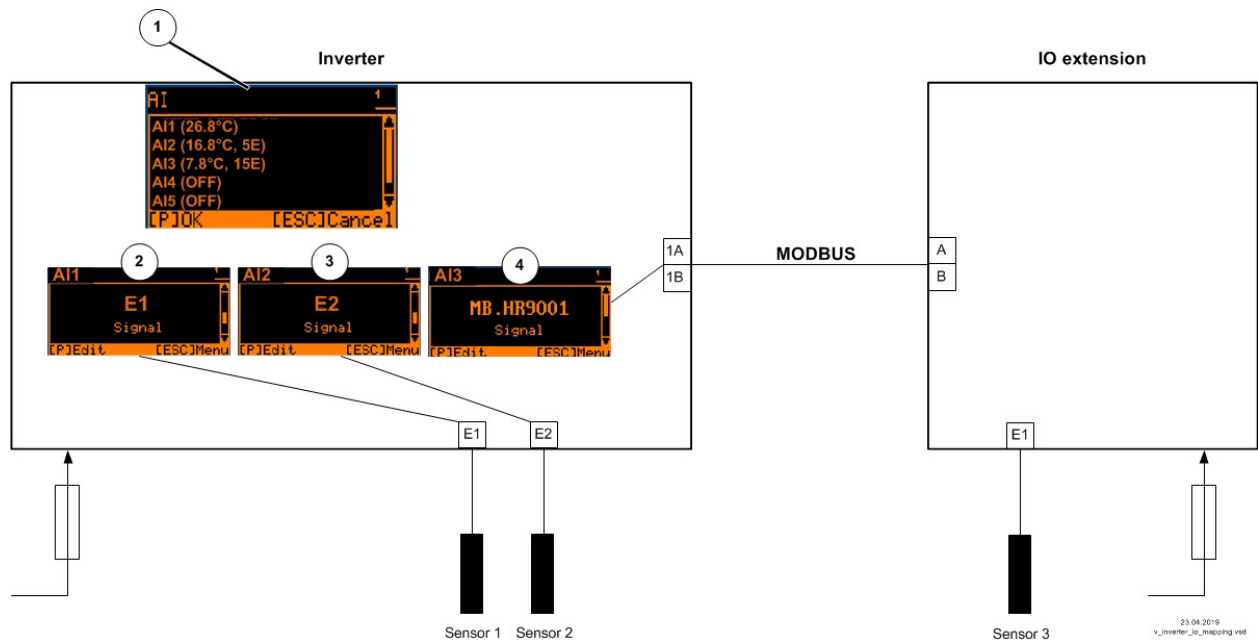 1
Inverter
IO extension
AI 1
AI1 (26.8°C)
AI2 (16.8°C, 5E)
AI3 (7.8°C, 15E)
AI4 (OFF)
AI5 (OFF)
[P]OK [ESC]Cancel
1A
1B
MODBUS
A
B
2
AI1 1
E1
Signal
[P]Edit [ESC]Menu
3
AI2 1
E2
Signal
[P]Edit [ESC]Menu
4
AI3 1
MB.HR9001
Signal
[P]Edit [ESC]Menu
E1
E2
E1
Sensor 1
Sensor 2
Sensor 3
23.04.2019
v_inverter_io_mapping.vsd